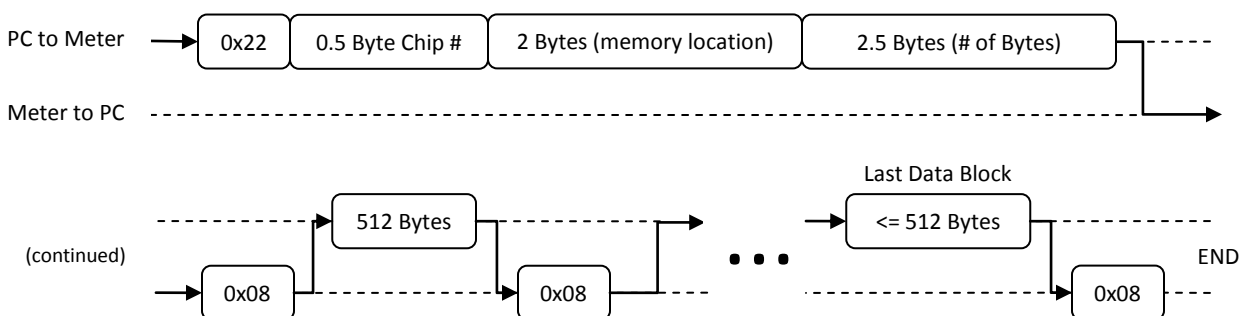 PC to Meter
0x22
0.5 Byte Chip #
2 Bytes (memory location)
2.5 Bytes (# of Bytes)
Meter to PC
Last Data Block
512 Bytes
<= 512 Bytes
(continued)
END
0x08
0x08
0x08